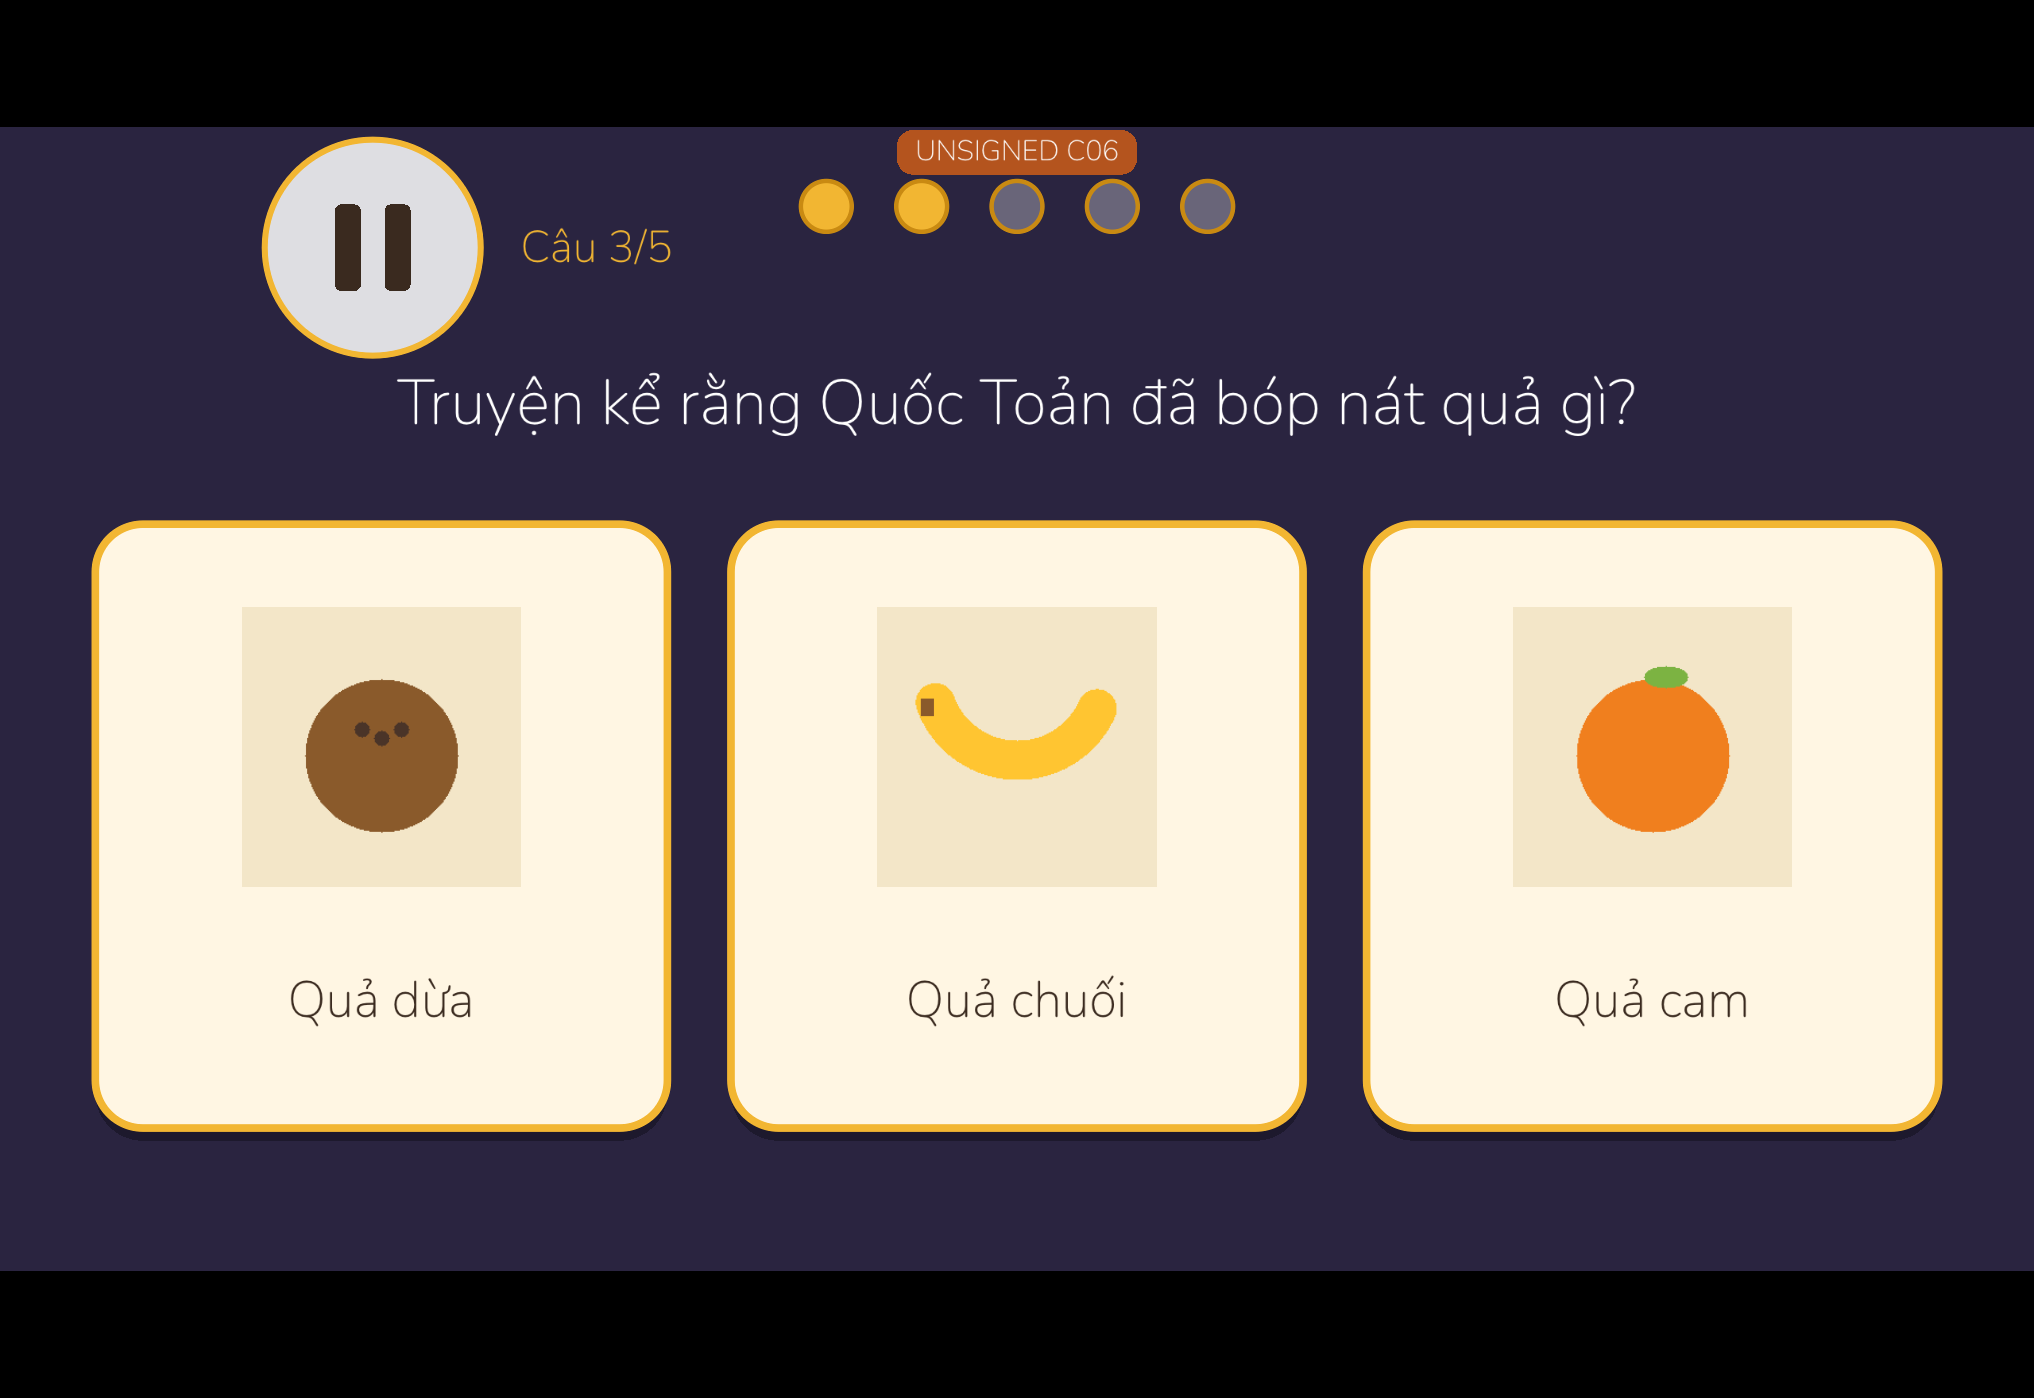 UNSIGNED C06
Câu 3/5
Truyện kể rằng Quốc Toản đã bóp nát quả gì?
Quả dừa
Quả chuối
Quả cam